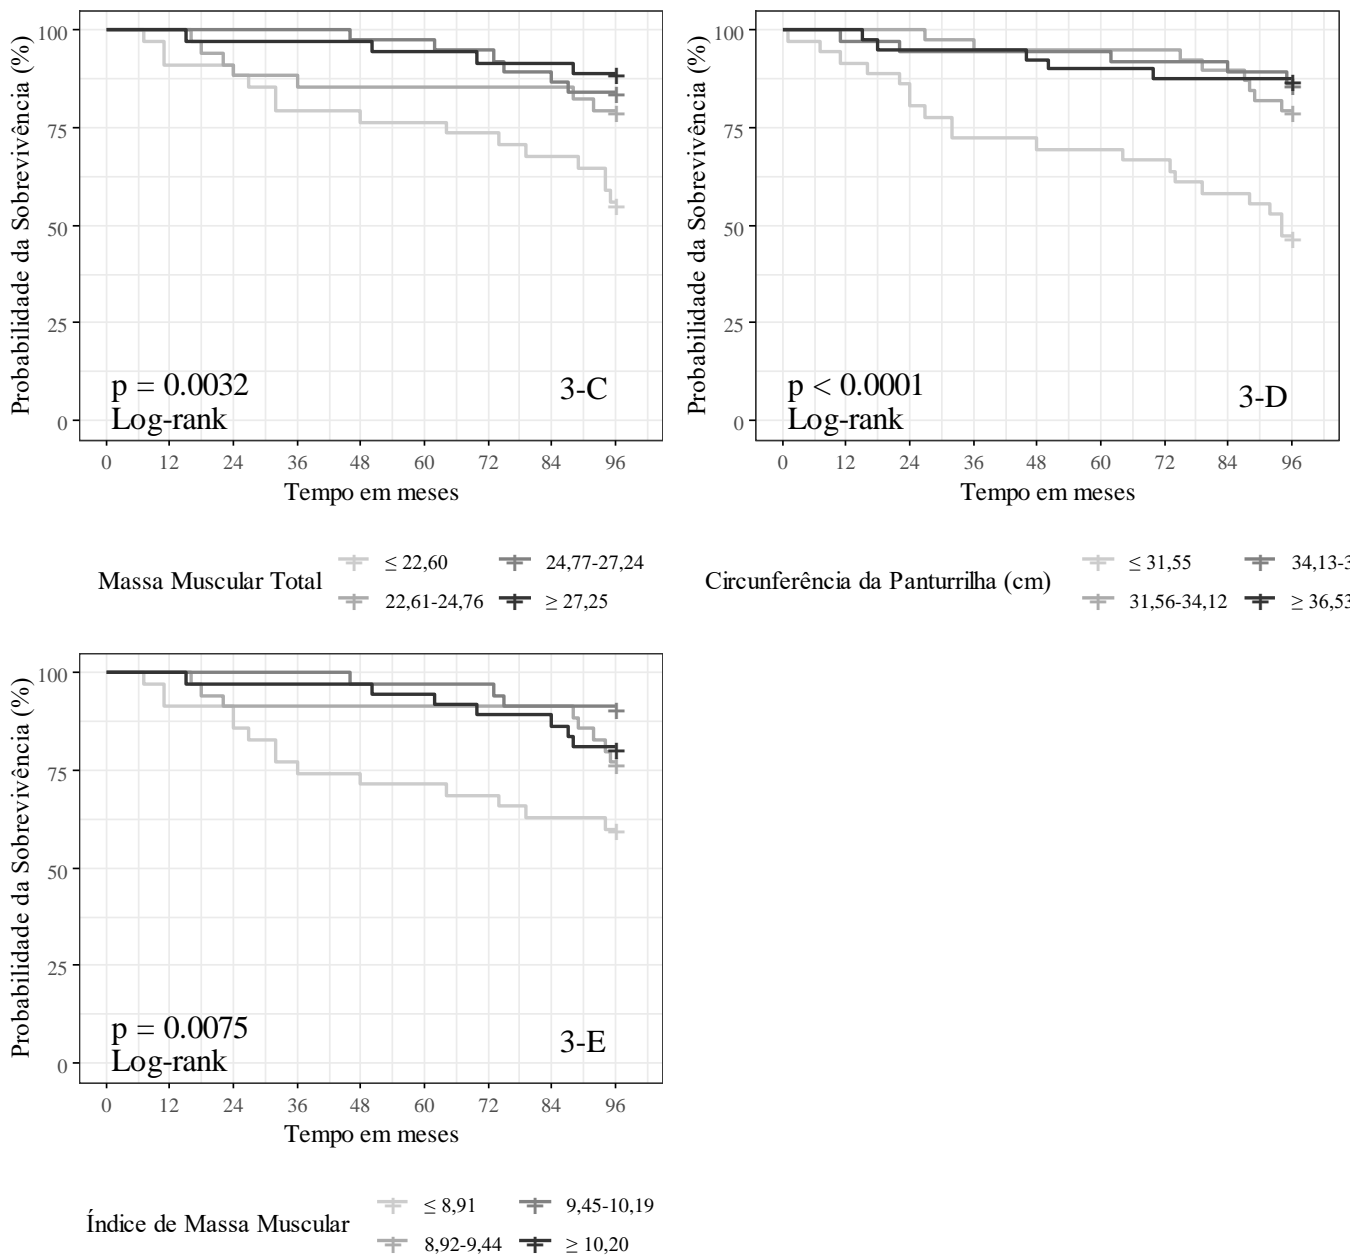 Probabilidade da Sobrevivência (%)
100
75
50
25
0
p = 0.0032
Log-rank
3-C
0 12 24 36 48 60 72 84 96
Tempo em meses
Massa Muscular Total
≤ 22,60
24,77-27,24
22,61-24,76
≥ 27,25
Probabilidade da Sobrevivência (%)
100
75
50
25
0
p < 0.0001
Log-rank
3-D
0 12 24 36 48 60 72 84 96
Tempo em meses
Circunferência da Panturrilha (cm)
≤ 31,55
34,13-3
31,56-34,12
≥ 36,53
Probabilidade da Sobrevivência (%)
100
75
50
25
0
p = 0.0075
Log-rank
3-E
0 12 24 36 48 60 72 84 96
Tempo em meses
Índice de Massa Muscular
≤ 8,91
9,45-10,19
8,92-9,44
≥ 10,20